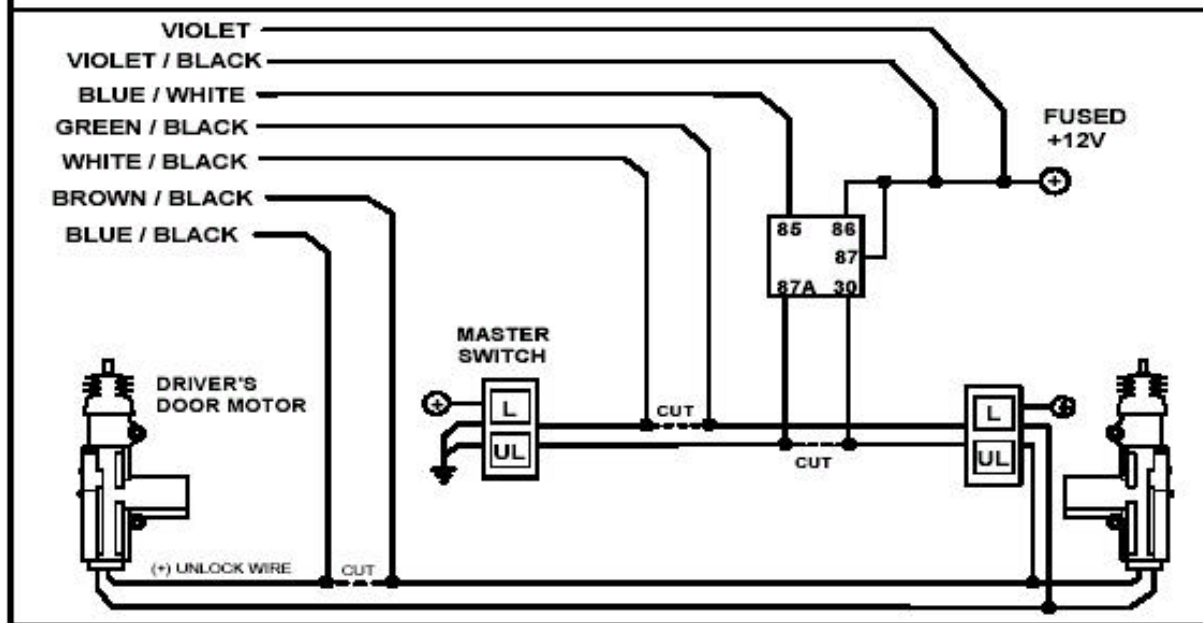 VIOLET
VIOLET / BLACK
BLUE / WHITE
GREEN / BLACK
WHITE / BLACK
BROWN / BLACK
BLUE / BLACK
FUSED
+12V
+
85 86
87
87A 30
MASTER
SWITCH
DRIVER'S
DOOR MOTOR
+
L
UL
CUT
CUT
L
UL
+
(+) UNLOCK WIRE
CUT